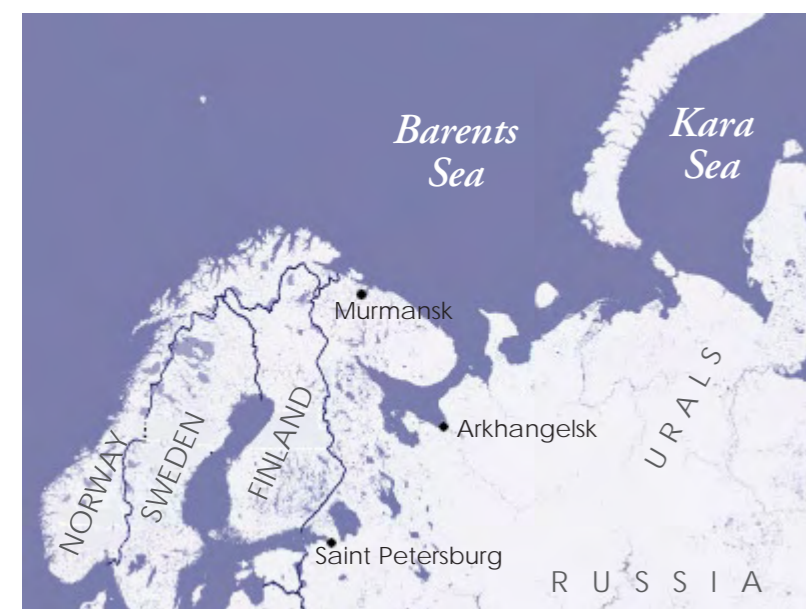 Barents
Sea
Kara
Sea
Murmansk
NORWAY
SWEDEN
FINLAND
Arkhangelsk
URALS
Saint Petersburg
RUSSIA